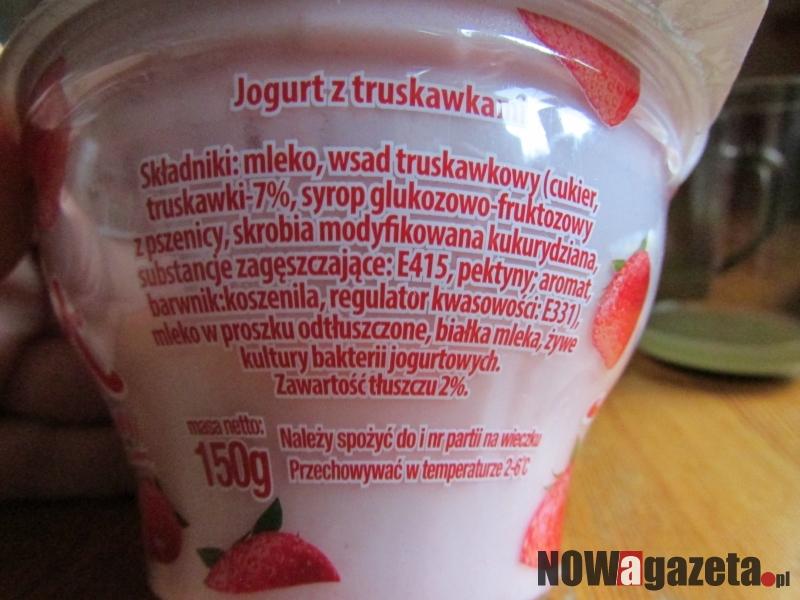 Jogurt z truskawkami
Składniki: mleko, wsad truskawkowy (cukier,
truskawki-7%, syrop glukozowo-fruktozowy
z pszenicy, skrobia modyfikowana kukurydziana,
substancje zagęszczające: E415, pektyny, aromat,
barwnik:koszenila, regulator kwasowości: E331),
mleko w proszku odtłuszczone, białka mleka, żywe
kultury bakterii jogurtowych.
Zawartość tłuszczu 2%.
masa netto:
150g
Należy spożyć do i nr partii na wieczku
Przechowywać w temperaturze 2-6°C
NOWagazeta.pl